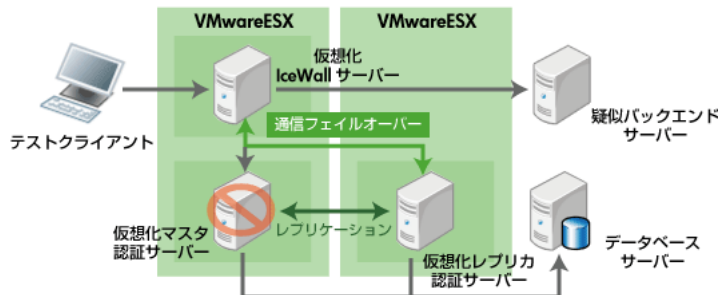 VMwareESX
VMwareESX
仮想化
IceWall サーバー
テストクライアント
疑似バックエンド
サーバー
通信フェイルオーバー
レプリケーション
仮想化マスタ
認証サーバー
仮想化レプリカ
認証サーバー
データベース
サーバー